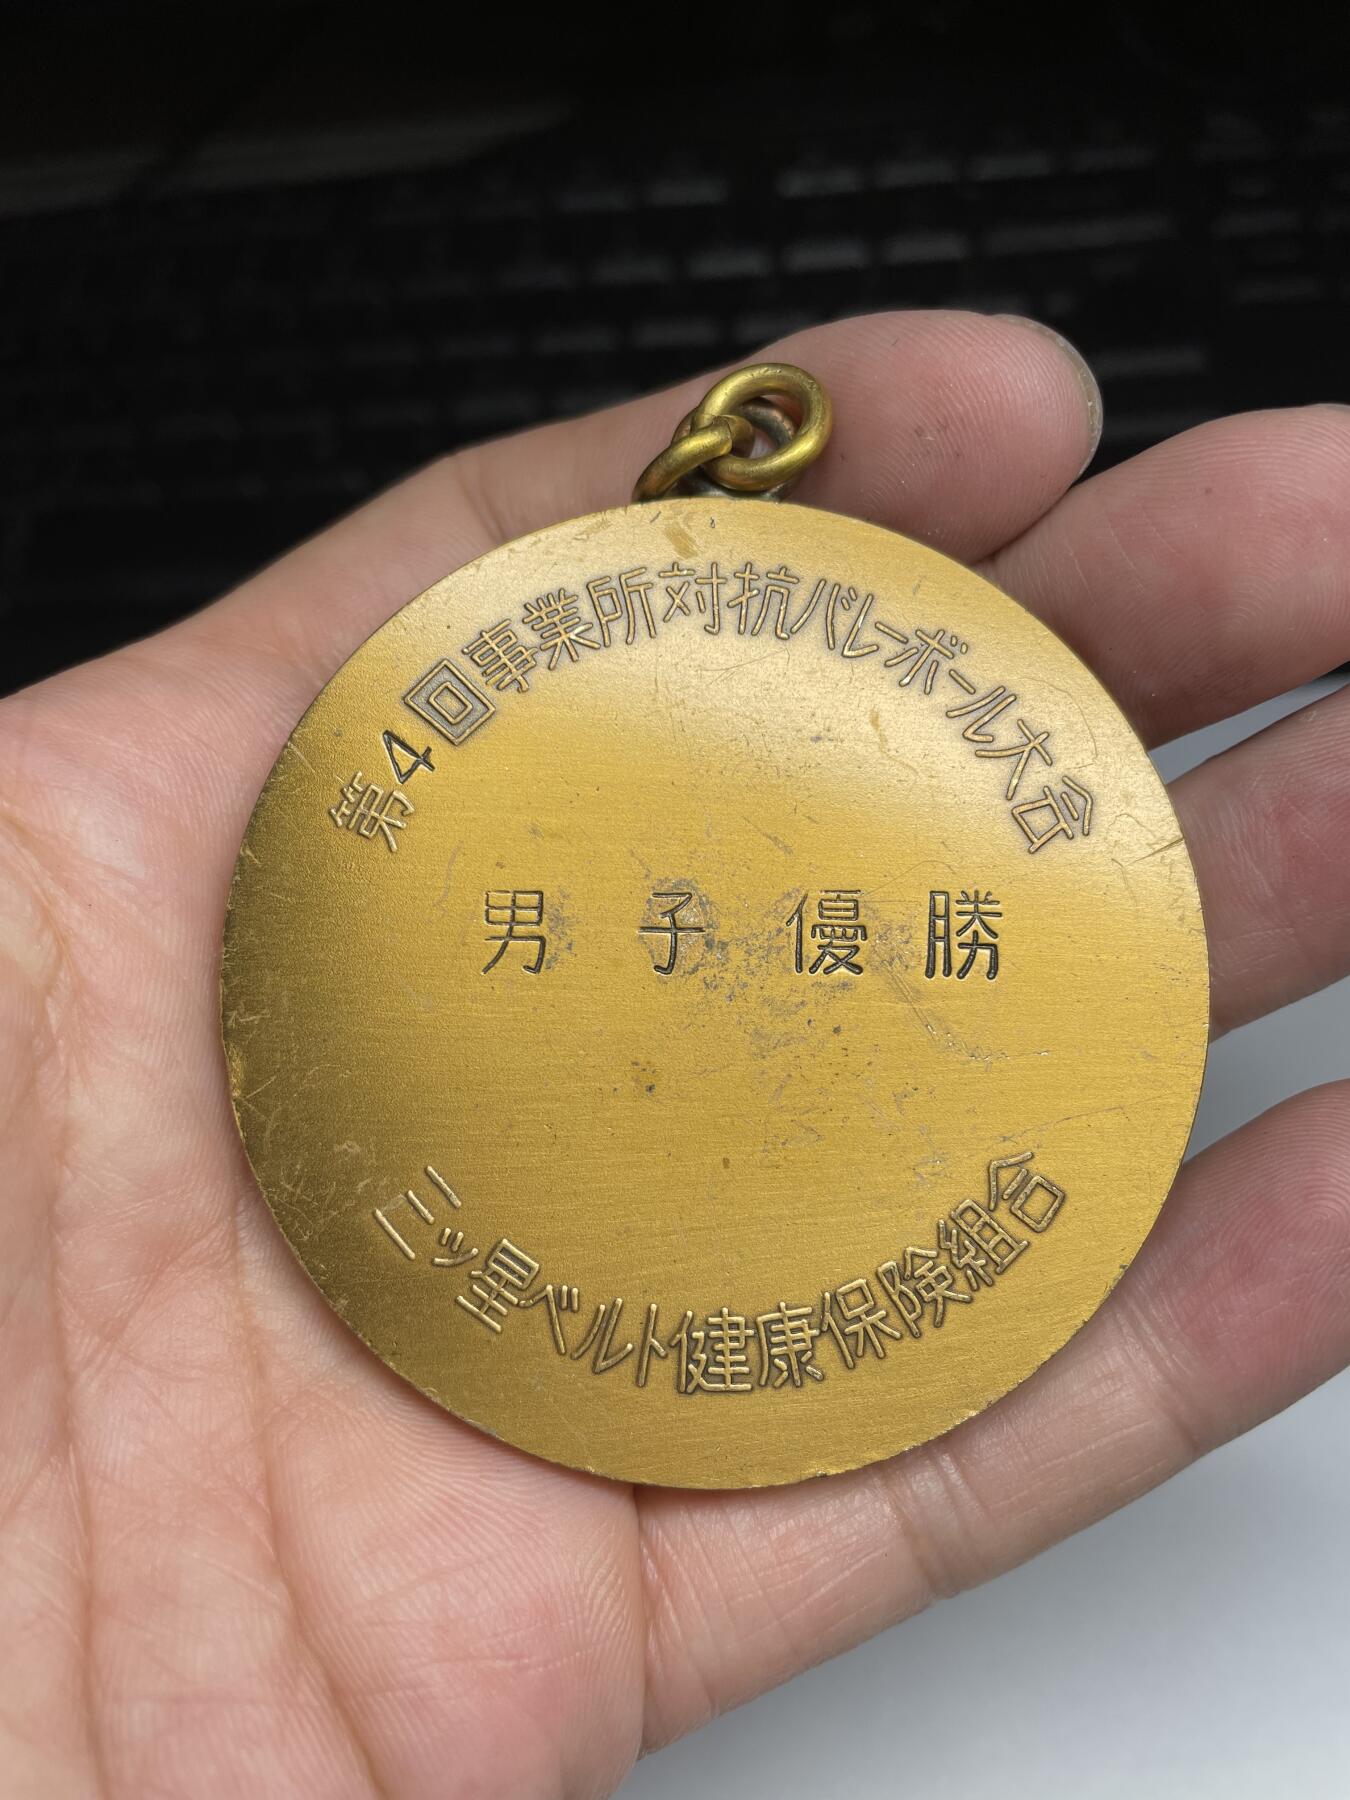 第4回事業所対抗バレーボール大会
男子優勝
三ツ星ベルト健康保険組合